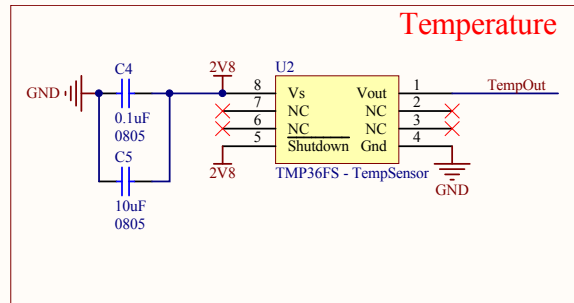 Temperature
C4
GND
0.1uF
0805
C5
10uF
0805
2V8
U2
8 Vs Vout 1 TempOut
7 NC NC 2
6 NC NC 3
5 Shutdown Gnd 4
2V8
TMP36FS - TempSensor
GND